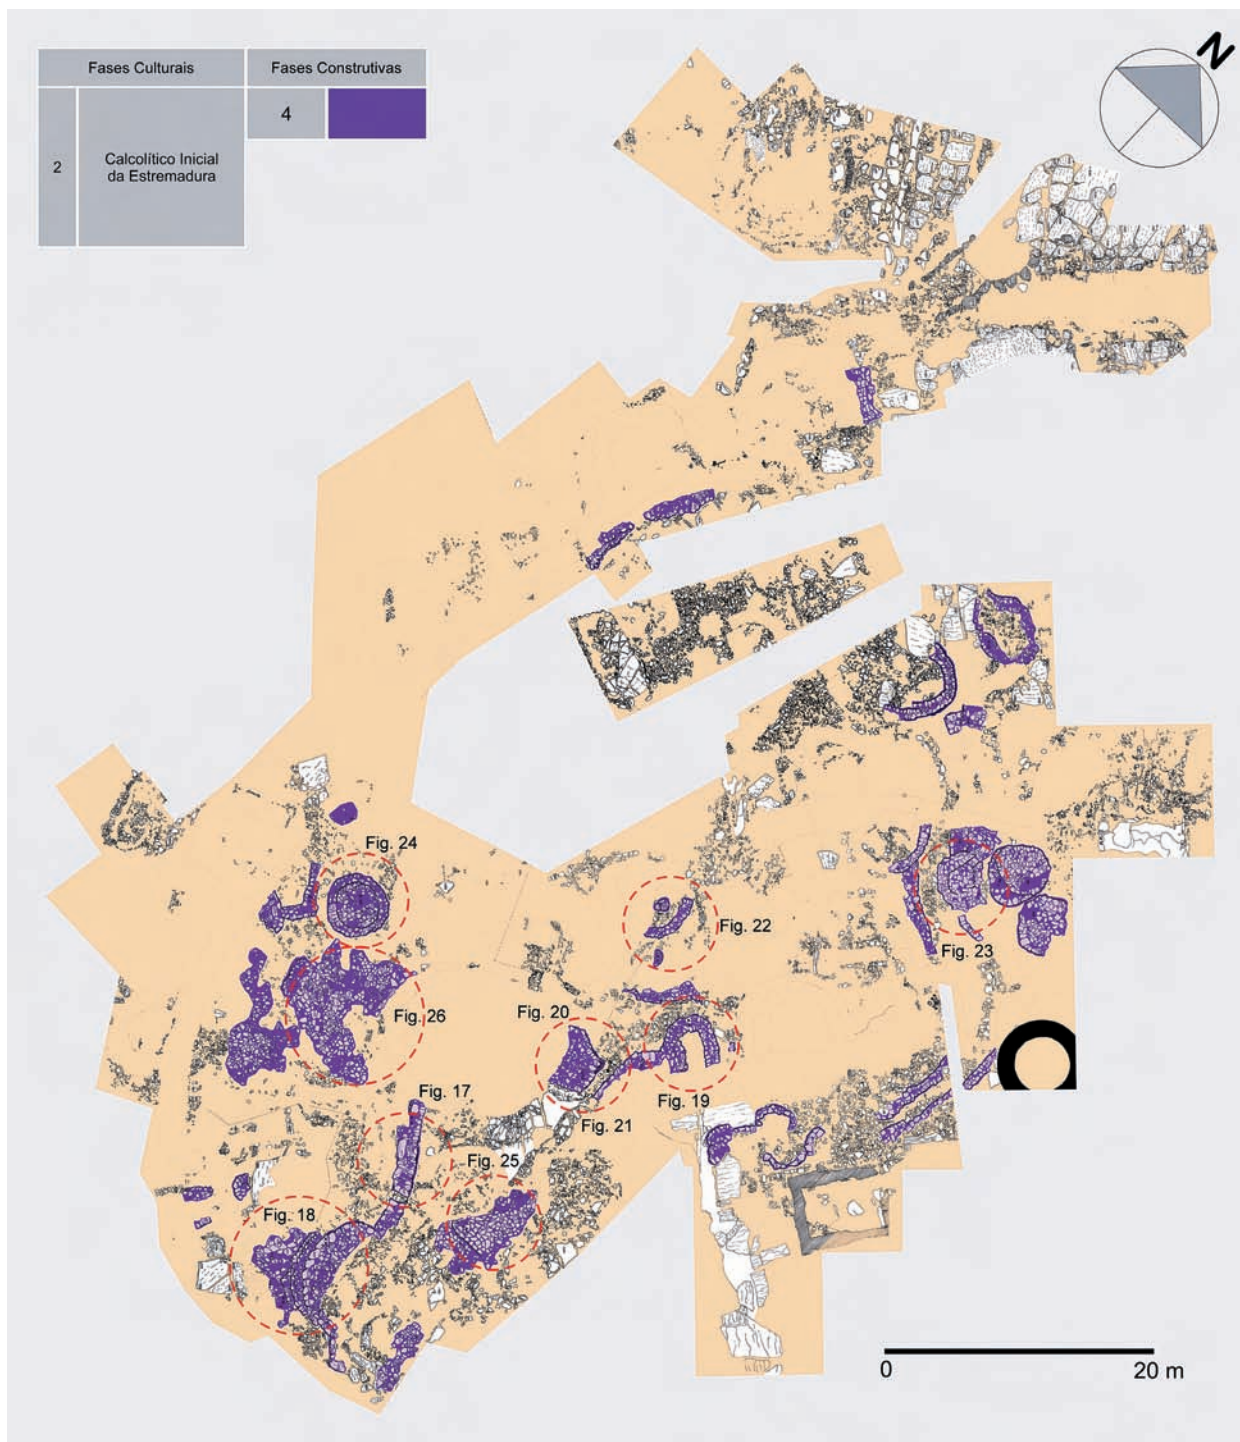 Fases Culturais
Fases Construtivas
4
2
Calcolítico Inicial
da Estremadura
N
Fig. 24
Fig. 22
Fig. 23
Fig. 26
Fig. 20
Fig. 17
Fig. 19
Fig. 21
Fig. 25
Fig. 18
0
20 m